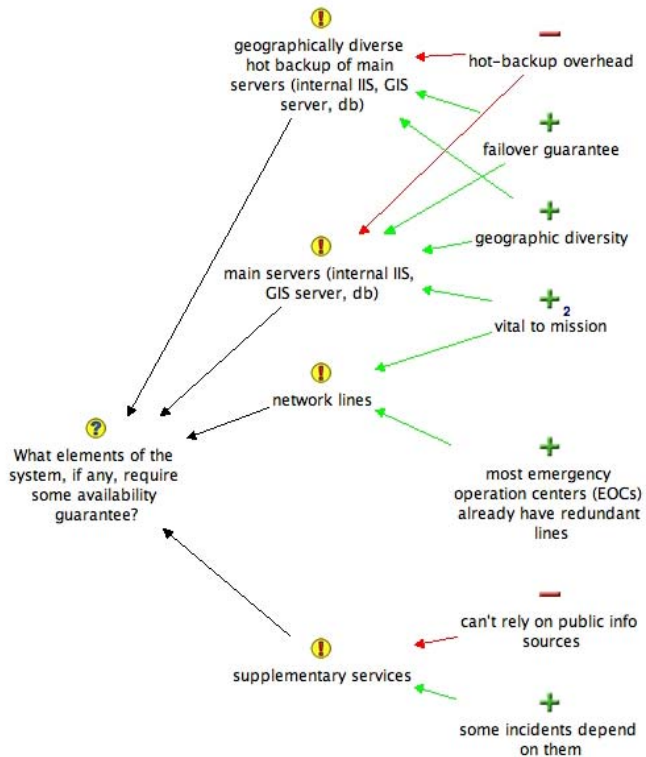 geographically diverse
hot backup of main
servers (internal IIS, GIS
server, db)
hot-backup overhead
failover guarantee
geographic diversity
main servers (internal IIS,
GIS server, db)
2
vital to mission
network lines
What elements of the
system, if any, require
some availability
guarantee?
most emergency
operation centers (EOCs)
already have redundant
lines
can't rely on public info
sources
supplementary services
some incidents depend
on them